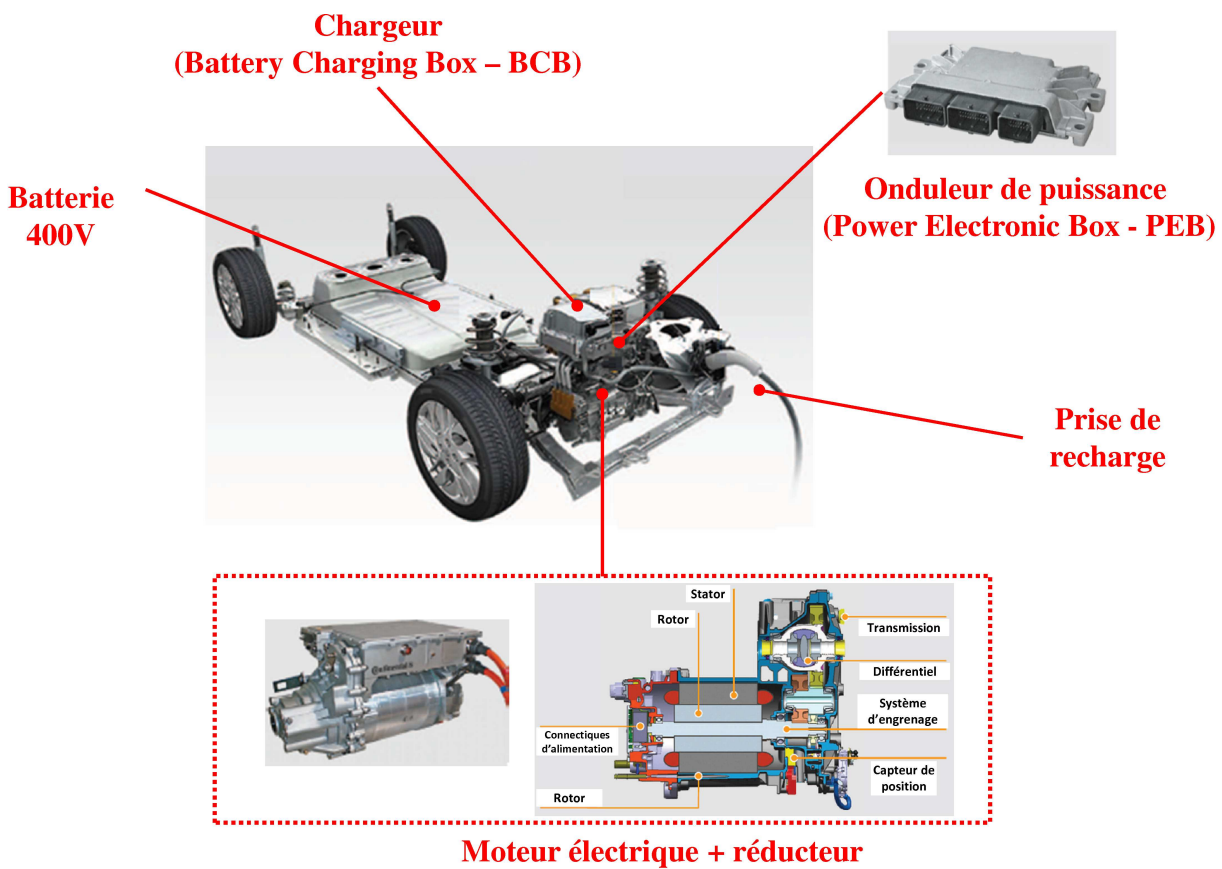 Chargeur
(Battery Charging Box – BCB)
Onduleur de puissance
(Power Electronic Box - PEB)
Batterie
400V
Prise de
recharge
Stator
Rotor
Transmission
Différentiel
Système
d'engrenage
Connectiques
d'alimentation
Capteur de
position
Rotor
Continental
Moteur électrique + réducteur